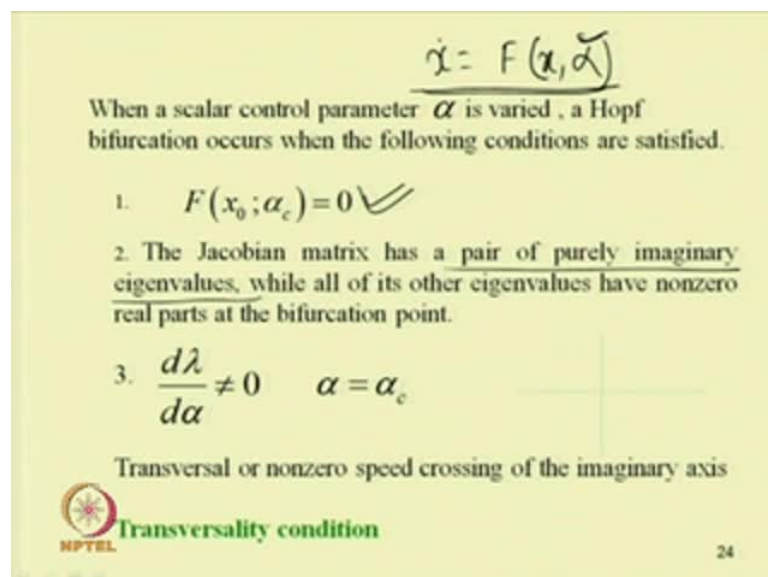 ẋ = F(x, α)
When a scalar control parameter α is varied , a Hopf
bifurcation occurs when the following conditions are satisfied.
1. F(x₀;α_c)=0
2. The Jacobian matrix has a pair of purely imaginary
eigenvalues, while all of its other eigenvalues have nonzero
real parts at the bifurcation point.
3. dλ/dα ≠ 0 α = α_c
Transversal or nonzero speed crossing of the imaginary axis
Transversality condition
NPTEL
24